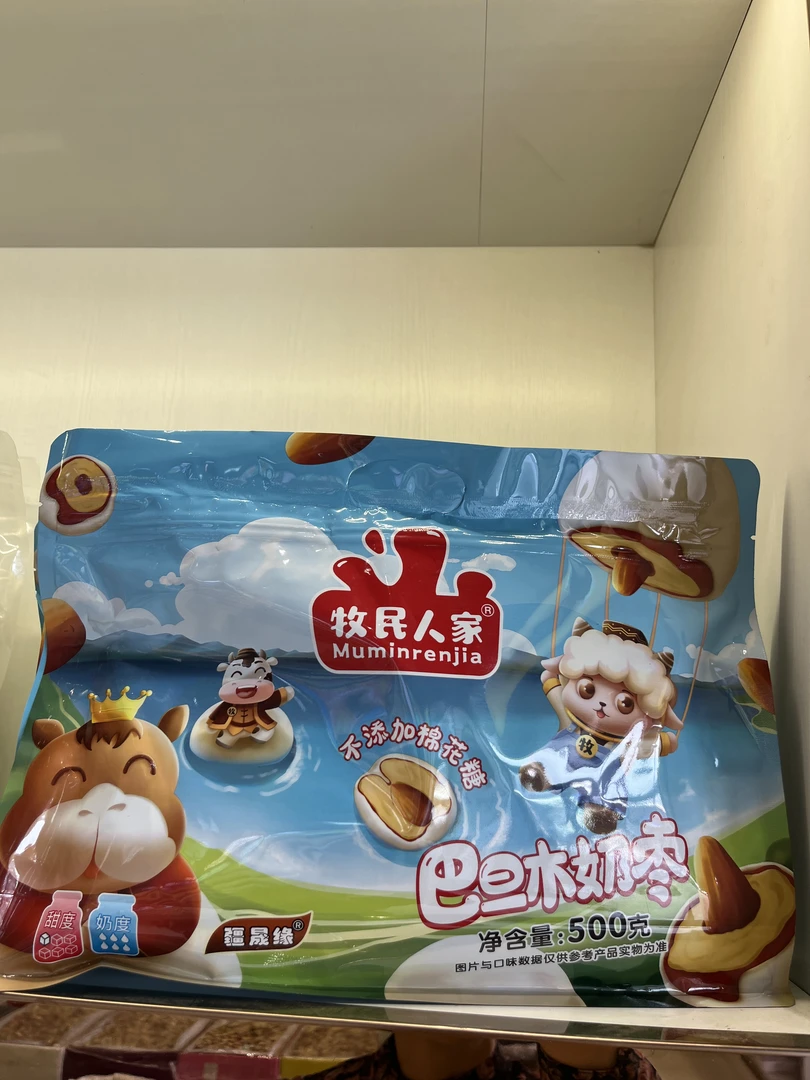 牧民人家®
Muminrenjia
不添加棉花糖
牧
巴旦木奶枣
甜度
奶度
疆晟缘®
净含量:500克
图片与口味数据仅供参考产品实物为准